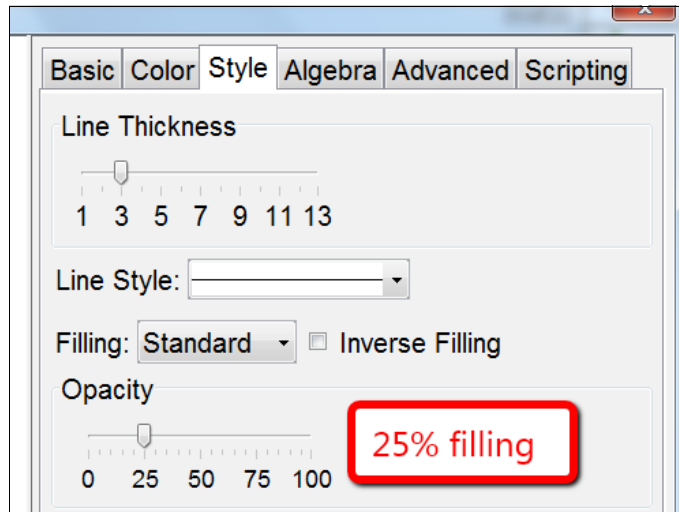 Basic Color Style Algebra Advanced Scripting
Line Thickness
1 3 5 7 9 11 13
Line Style:
Filling: Standard Inverse Filling
Opacity
25% filling
0 25 50 75 100